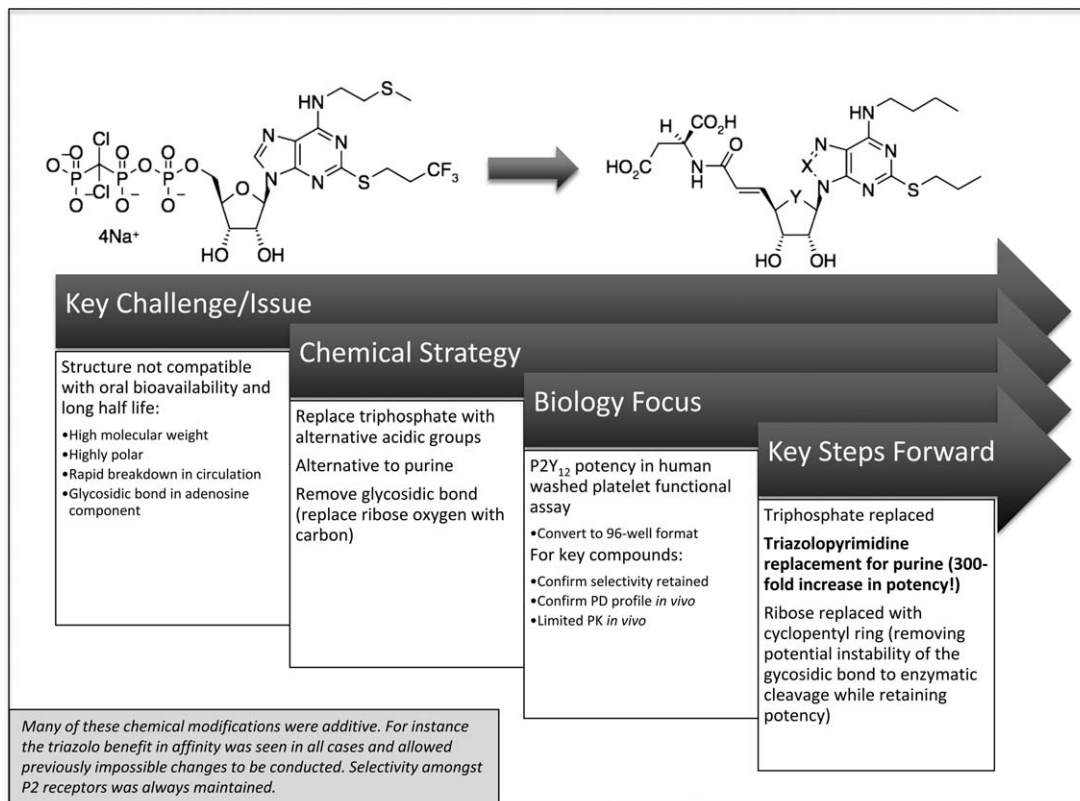 S
HN
N
N
N
N
S
CF3
Cl
Cl
O O O
−O P P O P O
O− O− O−
O
4Na+
HO OH
H CO2H
HO2C
N
H
O
HN
N
X
N
N
N
S
Y
HO OH
Key Challenge/Issue
Structure not compatible
with oral bioavailability and
long half life:
•High molecular weight
•Highly polar
•Rapid breakdown in circulation
•Glycosidic bond in adenosine
component
Chemical Strategy
Replace triphosphate with
alternative acidic groups
Alternative to purine
Remove glycosidic bond
(replace ribose oxygen with
carbon)
Biology Focus
P2Y12 potency in human
washed platelet functional
assay
•Convert to 96-well format
For key compounds:
•Confirm selectivity retained
•Confirm PD profile in vivo
•Limited PK in vivo
Key Steps Forward
Triphosphate replaced
Triazolopyrimidine
replacement for purine (300-
fold increase in potency!)
Ribose replaced with
cyclopentyl ring (removing
potential instability of the
gycosidic bond to enzymatic
cleavage while retaining
potency)
Many of these chemical modifications were additive. For instance
the triazolo benefit in affinity was seen in all cases and allowed
previously impossible changes to be conducted. Selectivity amongst
P2 receptors was always maintained.